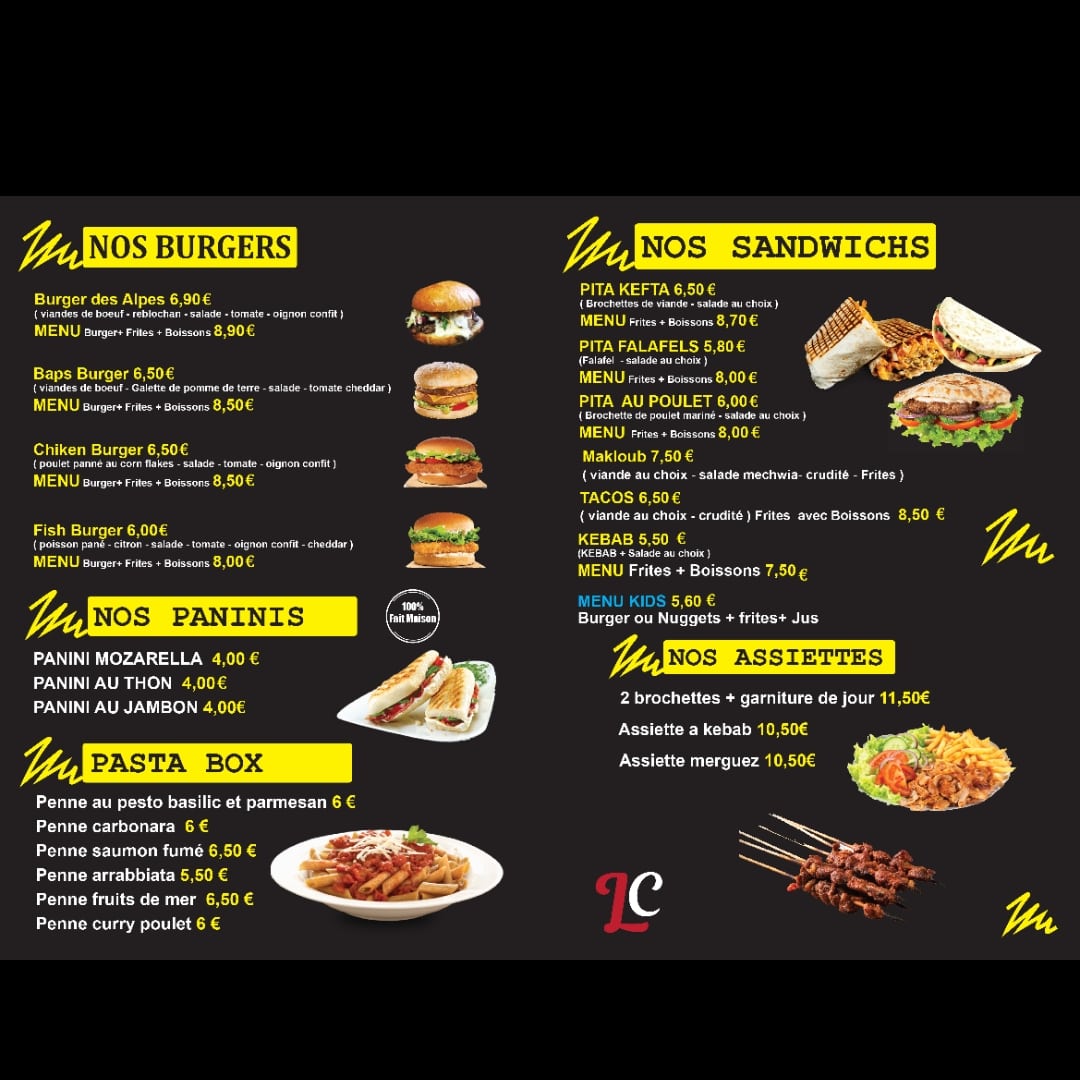 NOS BURGERS
Burger des Alpes 6,90€
( viandes de boeuf - reblochan - salade - tomate - oignon confit )
MENU Burger+ Frites + Boissons 8,90€
Baps Burger 6,50€
( viandes de boeuf - Galette de pomme de terre - salade - tomate cheddar )
MENU Burger+ Frites + Boissons 8,50€
Chiken Burger 6,50€
( poulet panné au corn flakes - salade - tomate - oignon confit )
MENU Burger+ Frites + Boissons 8,50€
Fish Burger 6,00€
( poisson pané - citron - salade - tomate - oignon confit - cheddar )
MENU Burger+ Frites + Boissons 8,00€
NOS PANINIS
100%
Fait Maison
PANINI MOZARELLA 4,00 €
PANINI AU THON 4,00€
PANINI AU JAMBON 4,00€
PASTA BOX
Penne au pesto basilic et parmesan 6 €
Penne carbonara 6 €
Penne saumon fumé 6,50 €
Penne arrabbiata 5,50 €
Penne fruits de mer 6,50 €
Penne curry poulet 6 €
NOS SANDWICHS
PITA KEFTA 6,50 €
( Brochettes de viande - salade au choix )
MENU Frites + Boissons 8,70 €
PITA FALAFELS 5,80 €
(Falafel - salade au choix )
MENU Frites + Boissons 8,00 €
PITA AU POULET 6,00 €
( Brochette de poulet mariné - salade au choix )
MENU Frites + Boissons 8,00 €
Makloub 7,50 €
( viande au choix - salade mechwia- crudité - Frites )
TACOS 6,50 €
( viande au choix - crudité ) Frites avec Boissons 8,50 €
KEBAB 5,50 €
(KEBAB + Salade au choix )
MENU Frites + Boissons 7,50 €
MENU KIDS 5,60 €
Burger ou Nuggets + frites+ Jus
NOS ASSIETTES
2 brochettes + garniture de jour 11,50€
Assiette a kebab 10,50€
Assiette merguez 10,50€
LC